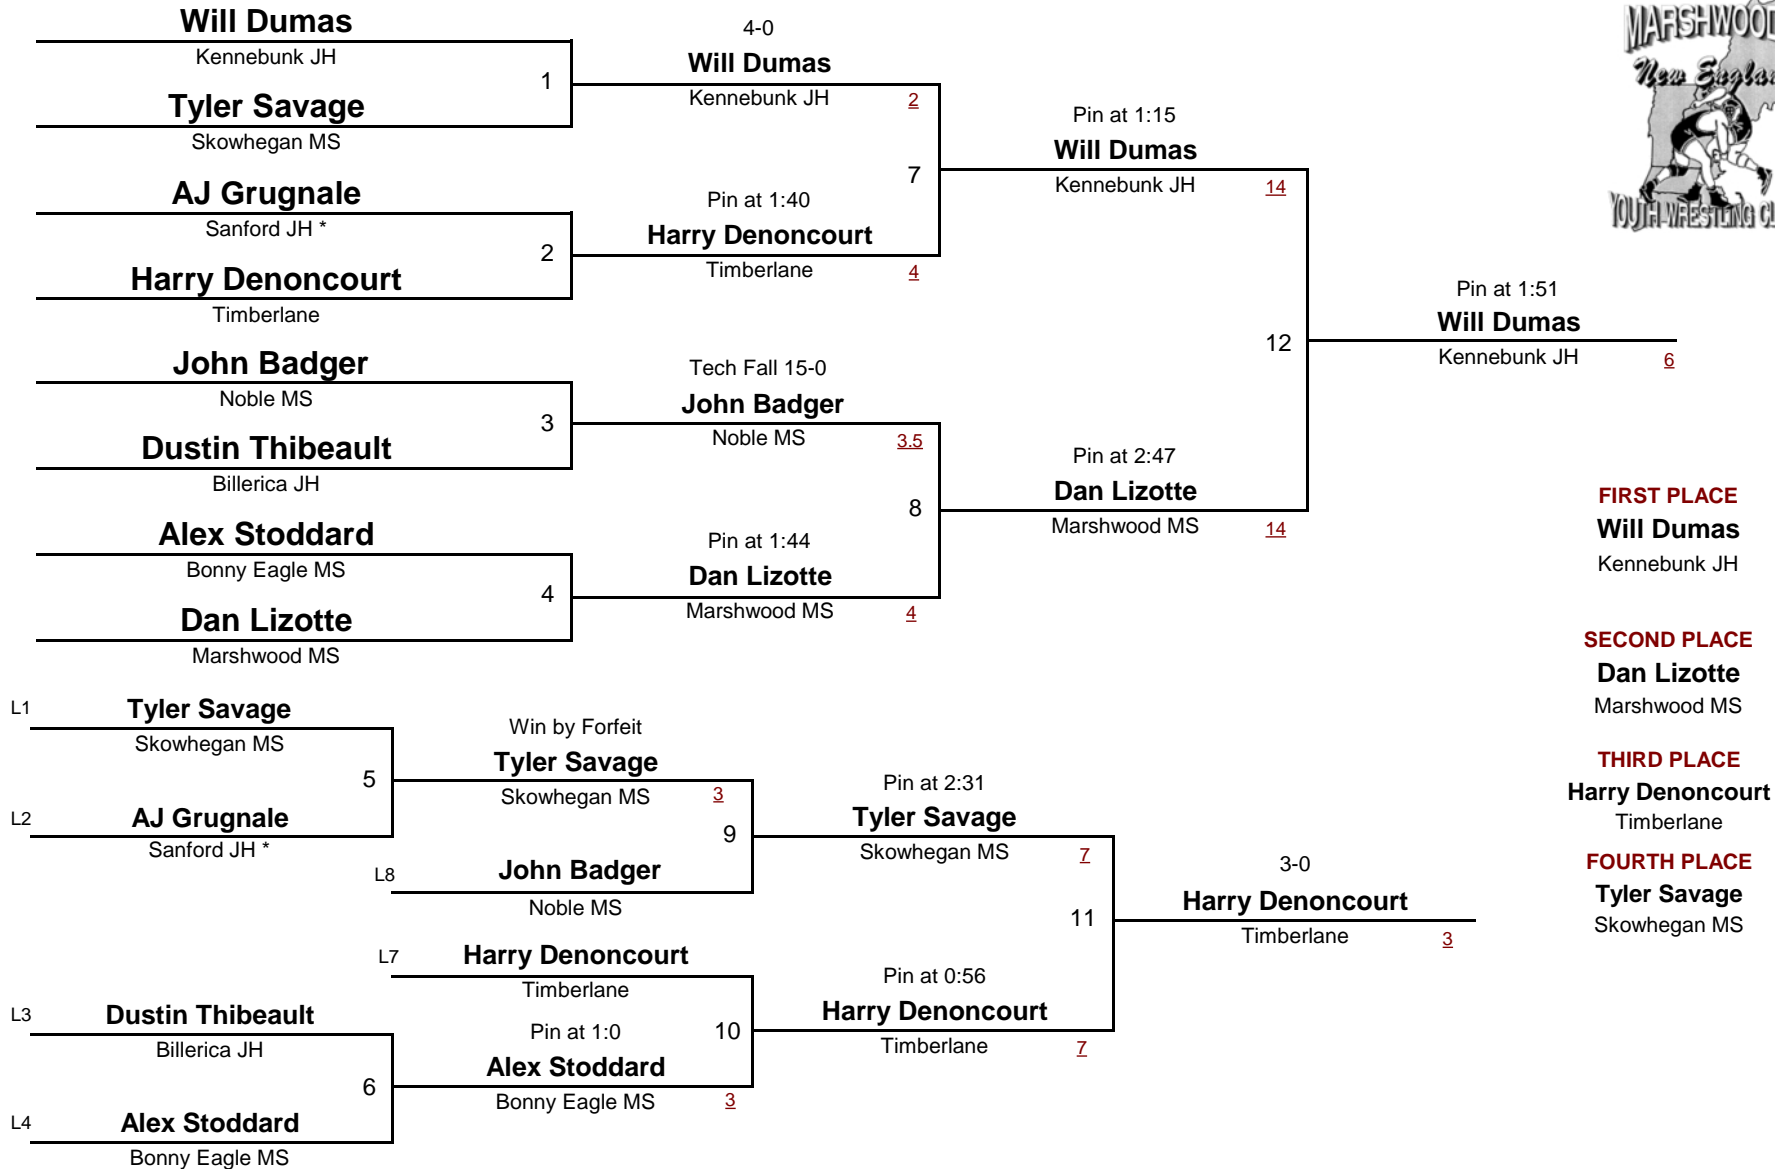 Will Dumas
Kennebunk JH
1
Tyler Savage
Skowhegan MS
AJ Grugnale
Sanford JH *
2
Harry Denoncourt
Timberlane
John Badger
Noble MS
3
Dustin Thibeault
Billerica JH
Alex Stoddard
Bonny Eagle MS
4
Dan Lizotte
Marshwood MS
4-0
Will Dumas
Kennebunk JH 2
7
Pin at 1:40
Harry Denoncourt
Timberlane 4
Tech Fall 15-0
John Badger
Noble MS 3.5
8
Pin at 1:44
Dan Lizotte
Marshwood MS 4
Pin at 1:15
Will Dumas
Kennebunk JH 14
12
Pin at 2:47
Dan Lizotte
Marshwood MS 14
Pin at 1:51
Will Dumas
Kennebunk JH 6
L1 Tyler Savage
Skowhegan MS
5
L2 AJ Grugnale
Sanford JH *
L3 Dustin Thibeault
Billerica JH
6
L4 Alex Stoddard
Bonny Eagle MS
Win by Forfeit
Tyler Savage
Skowhegan MS 3
9
L8 John Badger
Noble MS
L7 Harry Denoncourt
Timberlane
10
Pin at 1:0
Alex Stoddard
Bonny Eagle MS 3
Pin at 2:31
Tyler Savage
Skowhegan MS 7
11
Pin at 0:56
Harry Denoncourt
Timberlane 7
3-0
Harry Denoncourt
Timberlane 3
MARSHWOOD
New England
YOUTH WRESTLING CL
FIRST PLACE
Will Dumas
Kennebunk JH
SECOND PLACE
Dan Lizotte
Marshwood MS
THIRD PLACE
Harry Denoncourt
Timberlane
FOURTH PLACE
Tyler Savage
Skowhegan MS